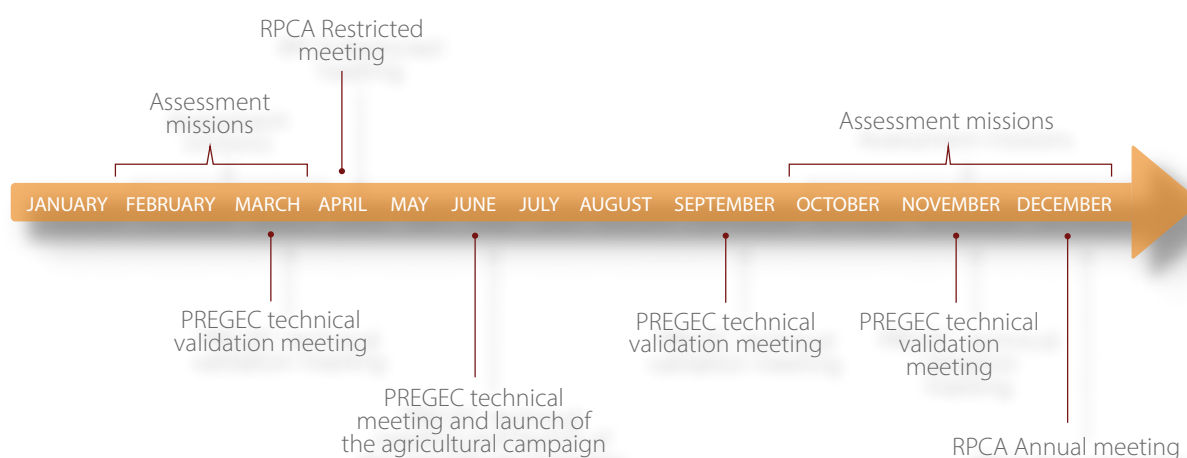 RPCA Restricted
meeting
Assessment
missions
Assessment missions
JANUARY FEBRUARY MARCH APRIL MAY JUNE JULY AUGUST SEPTEMBER OCTOBER NOVEMBER DECEMBER
PREGEC technical
validation meeting
PREGEC technical
meeting and launch of
the agricultural campaign
PREGEC technical
validation meeting
PREGEC technical
validation
meeting
RPCA Annual meeting